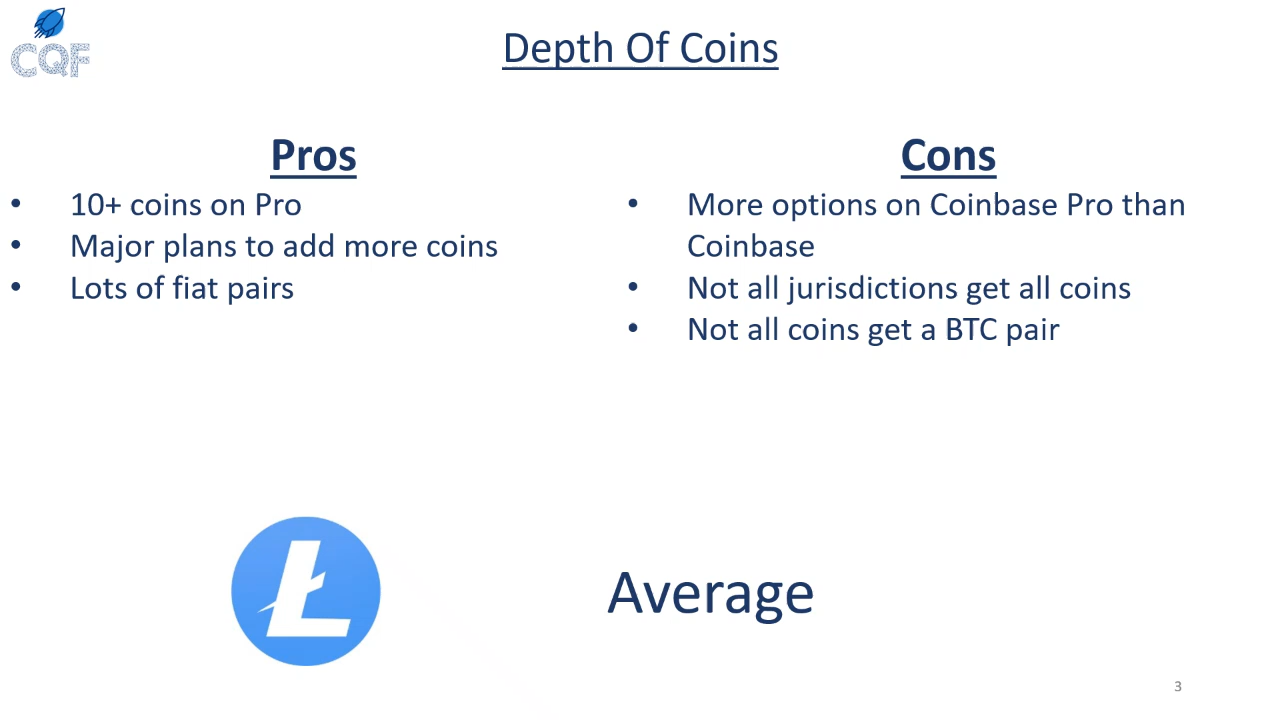 CQF
Depth Of Coins
Pros
• 10+ coins on Pro
• Major plans to add more coins
• Lots of fiat pairs
Cons
• More options on Coinbase Pro than
Coinbase
• Not all jurisdictions get all coins
• Not all coins get a BTC pair
Average
3